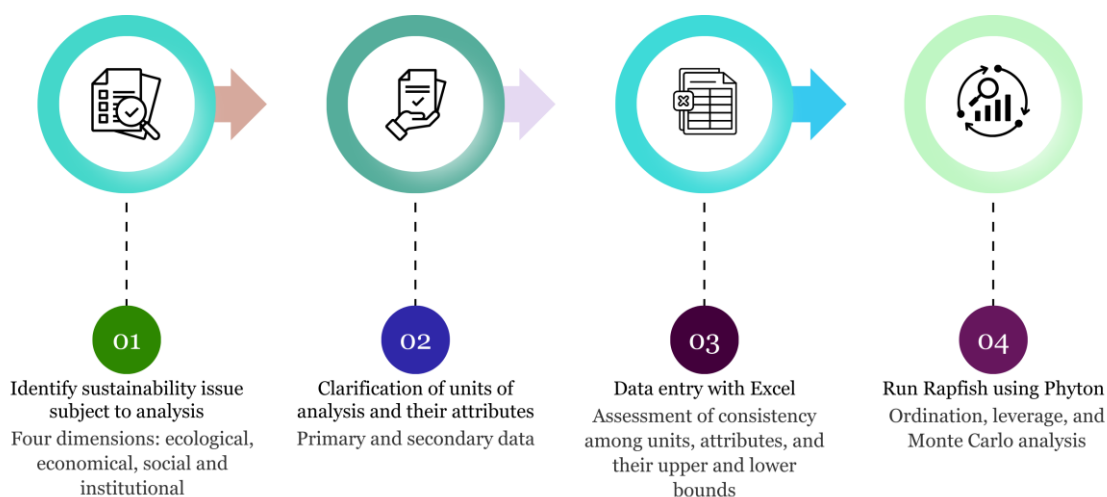 01
Identify sustainability issue
subject to analysis
Four dimensions: ecological,
economical, social and
institutional
02
Clarification of units of
analysis and their attributes
Primary and secondary data
03
Data entry with Excel
Assessment of consistency
among units, attributes, and
their upper and lower
bounds
04
Run Rapfish using Phyton
Ordination, leverage, and
Monte Carlo analysis